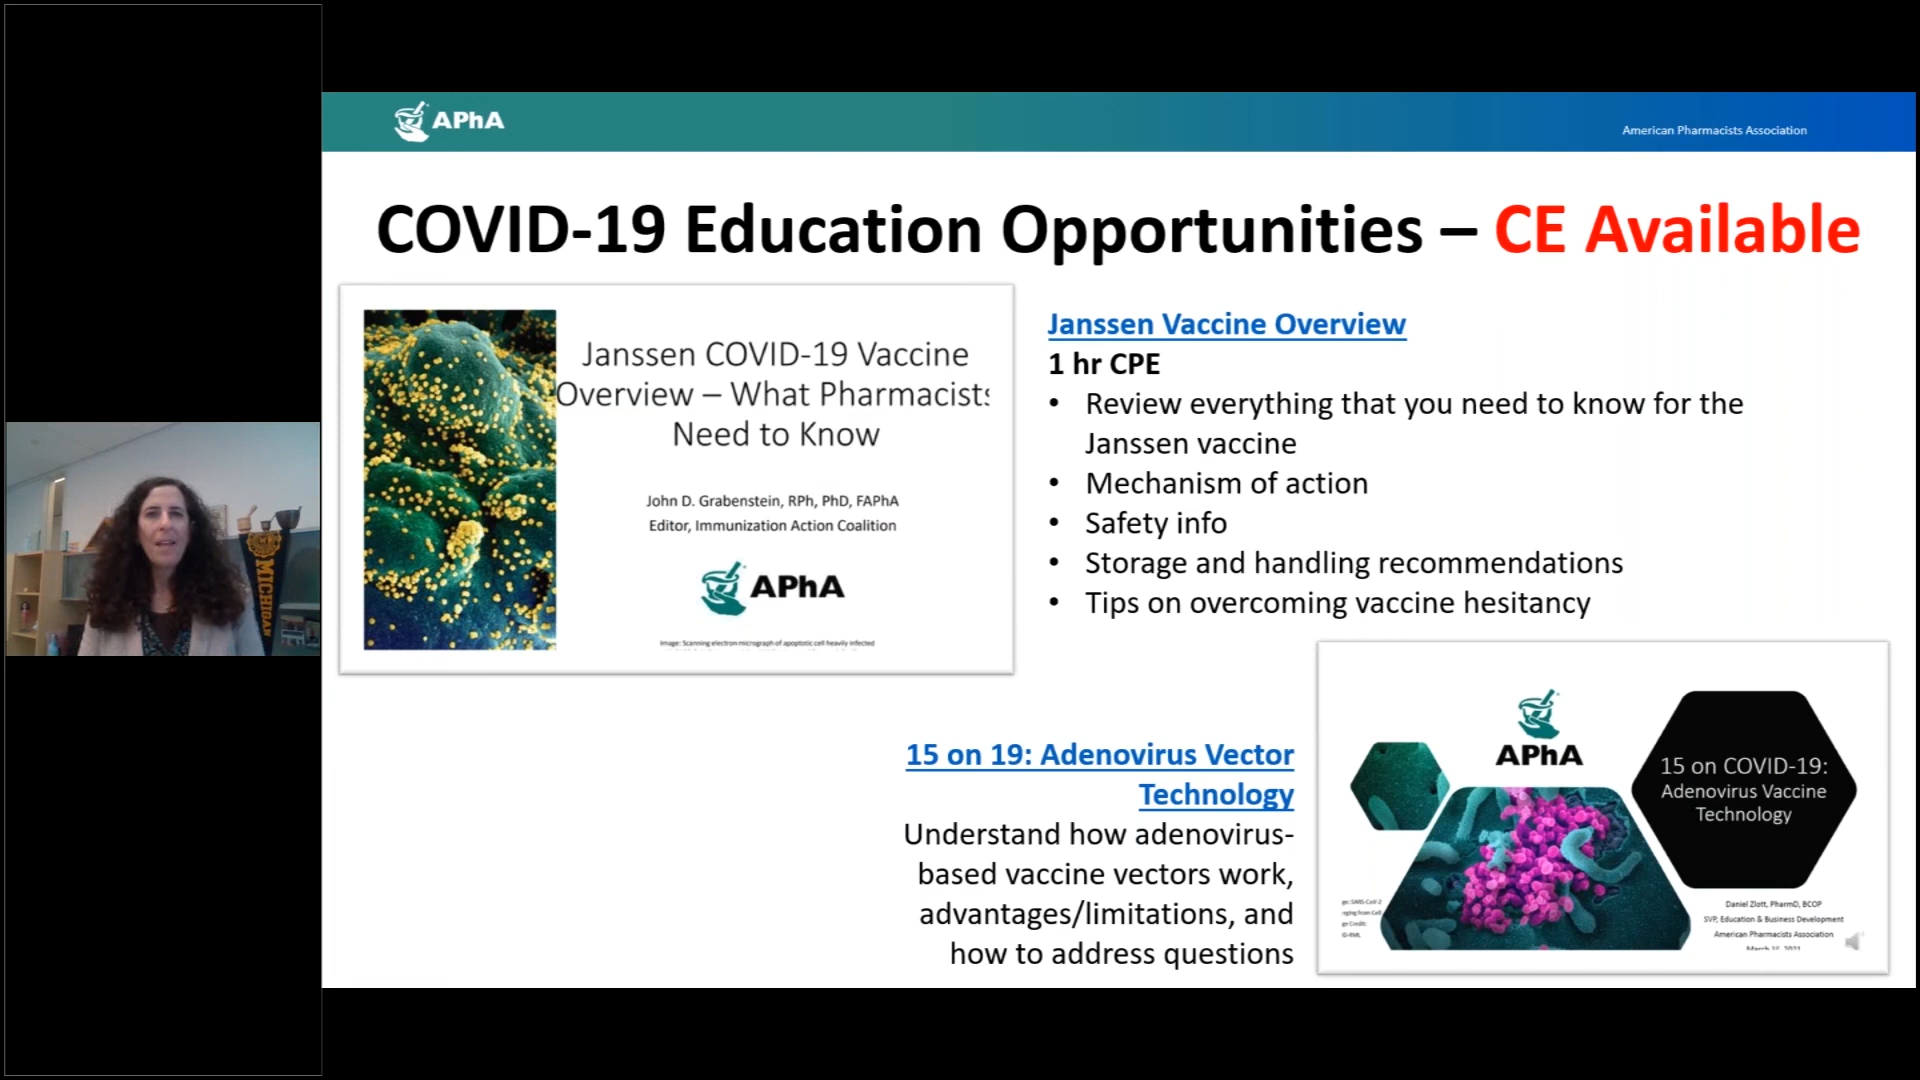 APhA
American Pharmacists Association
COVID-19 Education Opportunities – CE Available
Janssen COVID-19 Vaccine
Overview – What Pharmacists
Need to Know
John D. Grabenstein, RPh, PhD, FAPhA
Editor, Immunization Action Coalition
APhA
Image: Scanning electron micrograph of apoptotic cell heavily infected
Janssen Vaccine Overview
1 hr CPE
• Review everything that you need to know for the
Janssen vaccine
• Mechanism of action
• Safety info
• Storage and handling recommendations
• Tips on overcoming vaccine hesitancy
MICHIGAN
15 on 19: Adenovirus Vector
Technology
Understand how adenovirus-
based vaccine vectors work,
advantages/limitations, and
how to address questions
APhA
15 on COVID-19:
Adenovirus Vaccine
Technology
Daniel Zlott, PharmD, BCOP
SVP, Education & Business Development
American Pharmacists Association